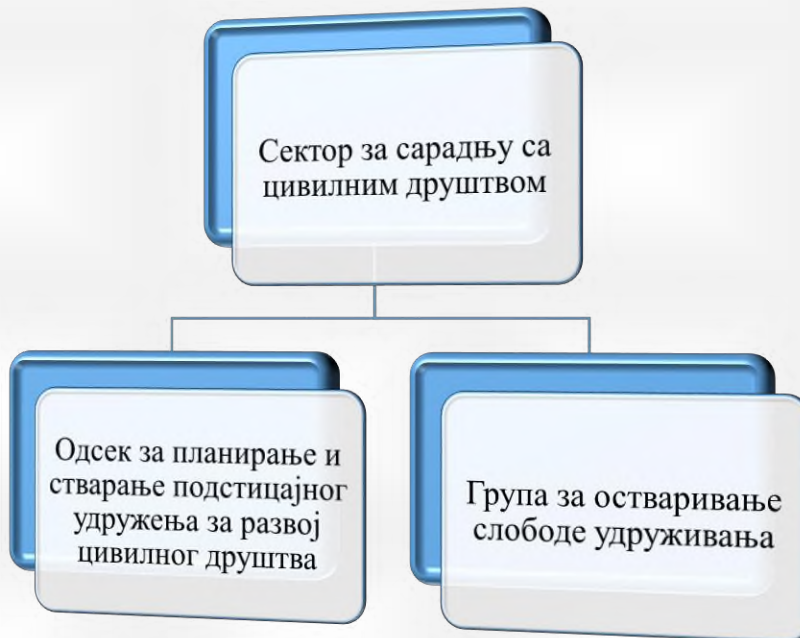 Сектор за сарадњу са
цивилним друштвом
Одсек за планирање и
стварање подстицајног
удружења за развој
цивилног друштва
Група за остваривање
слободе удруживања